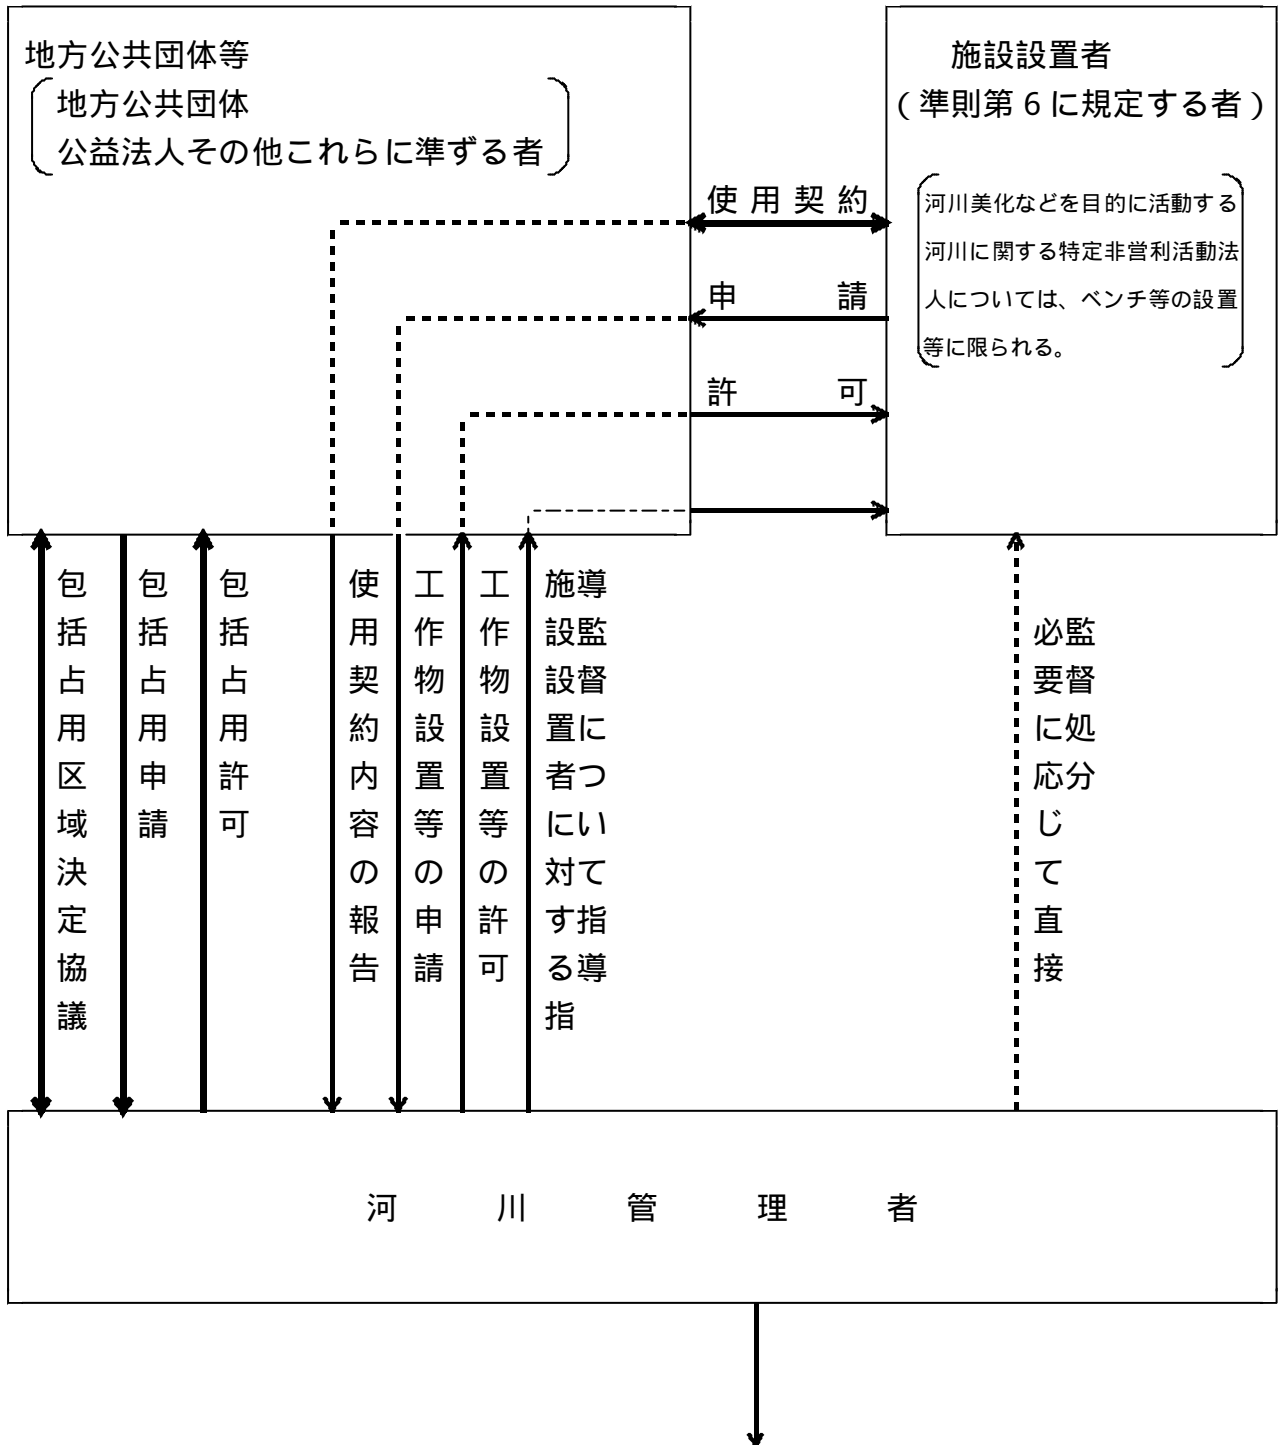 地方公共団体等
地方公共団体
公益法人その他これらに準ずる者
施設設置者
(準則第6に規定する者)
河川美化などを目的に活動する
河川に関する特定非営利活動法
人については、ベンチ等の設置
等に限られる。
使用契約
申請
許可
包括占用区域決定協議
包括占用申請
包括占用許可
使用契約内容の報告
工作物設置等の申請
工作物設置等の許可
施設設置者に対する指
導監督について指導
必要に応じて直接
監督処分
河川管理者